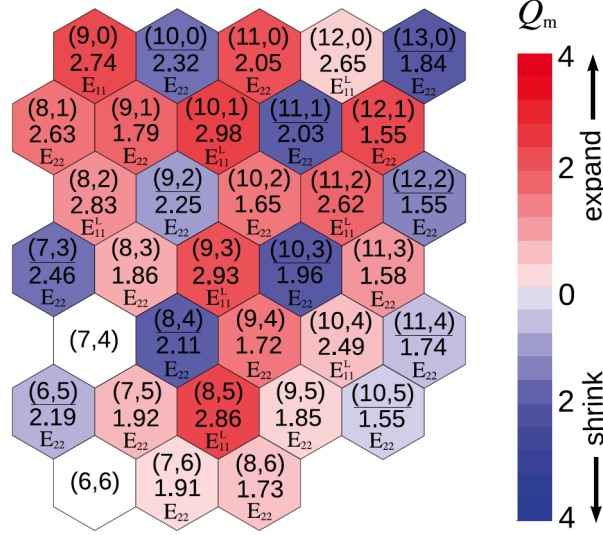 (9,0) (10,0) (11,0) (12,0) (13,0)
2.74 2.32 2.05 2.65 1.84
E11 E22 E22 E11^L E22
(8,1) (9,1) (10,1) (11,1) (12,1)
2.63 1.79 2.98 2.03 1.55
E22 E22 E11^L E22 E22
(8,2) (9,2) (10,2) (11,2) (12,2)
2.83 2.25 1.65 2.62 1.55
E11^L E22 E22 E11^L E22
(7,3) (8,3) (9,3) (10,3) (11,3)
2.46 1.86 2.93 1.96 1.58
E22 E22 E11^L E22 E22
(7,4) (8,4) (9,4) (10,4) (11,4)
2.11 1.72 2.49 1.74
E22 E22 E11^L E22
(6,5) (7,5) (8,5) (9,5) (10,5)
2.19 1.92 2.86 1.85 1.55
E22 E22 E11^L E22 E22
(6,6) (7,6) (8,6)
1.91 1.73
E22 E22
Qm
4
2
0
2
4
expand
shrink